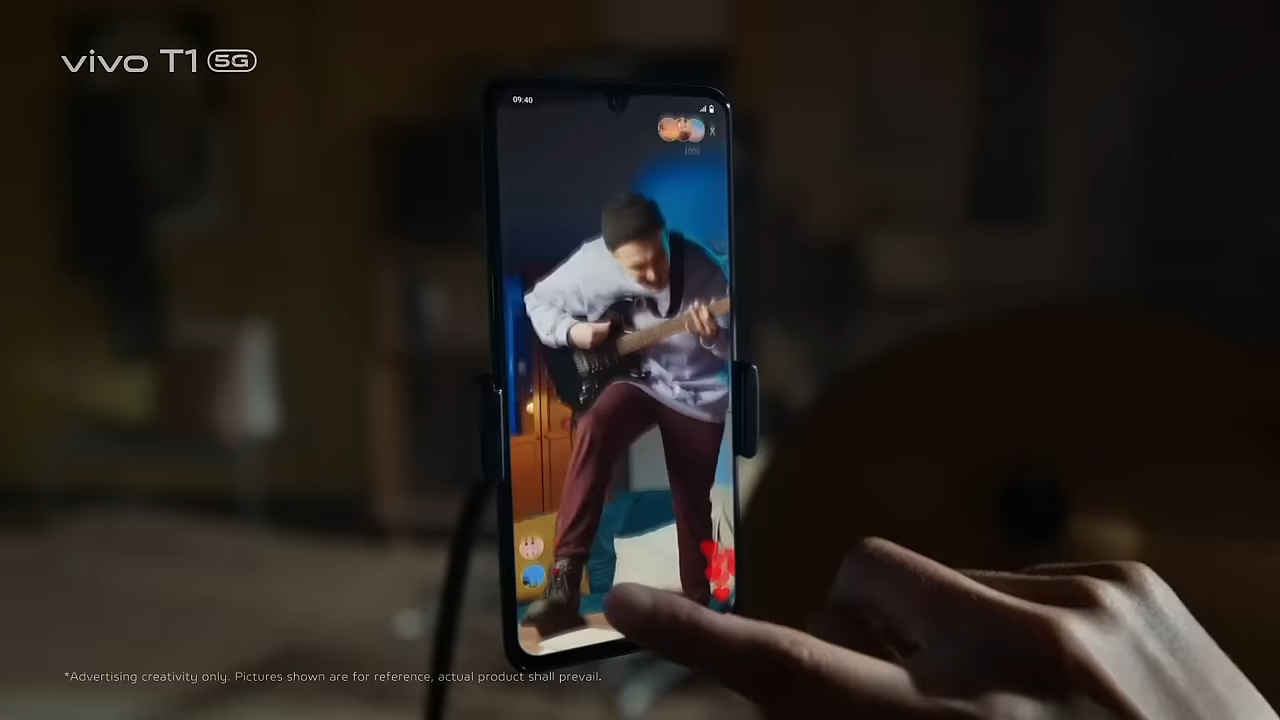 vivo T1 5G
09:40
1000
*Advertising creativity only. Pictures shown are for reference, actual product shall prevail.